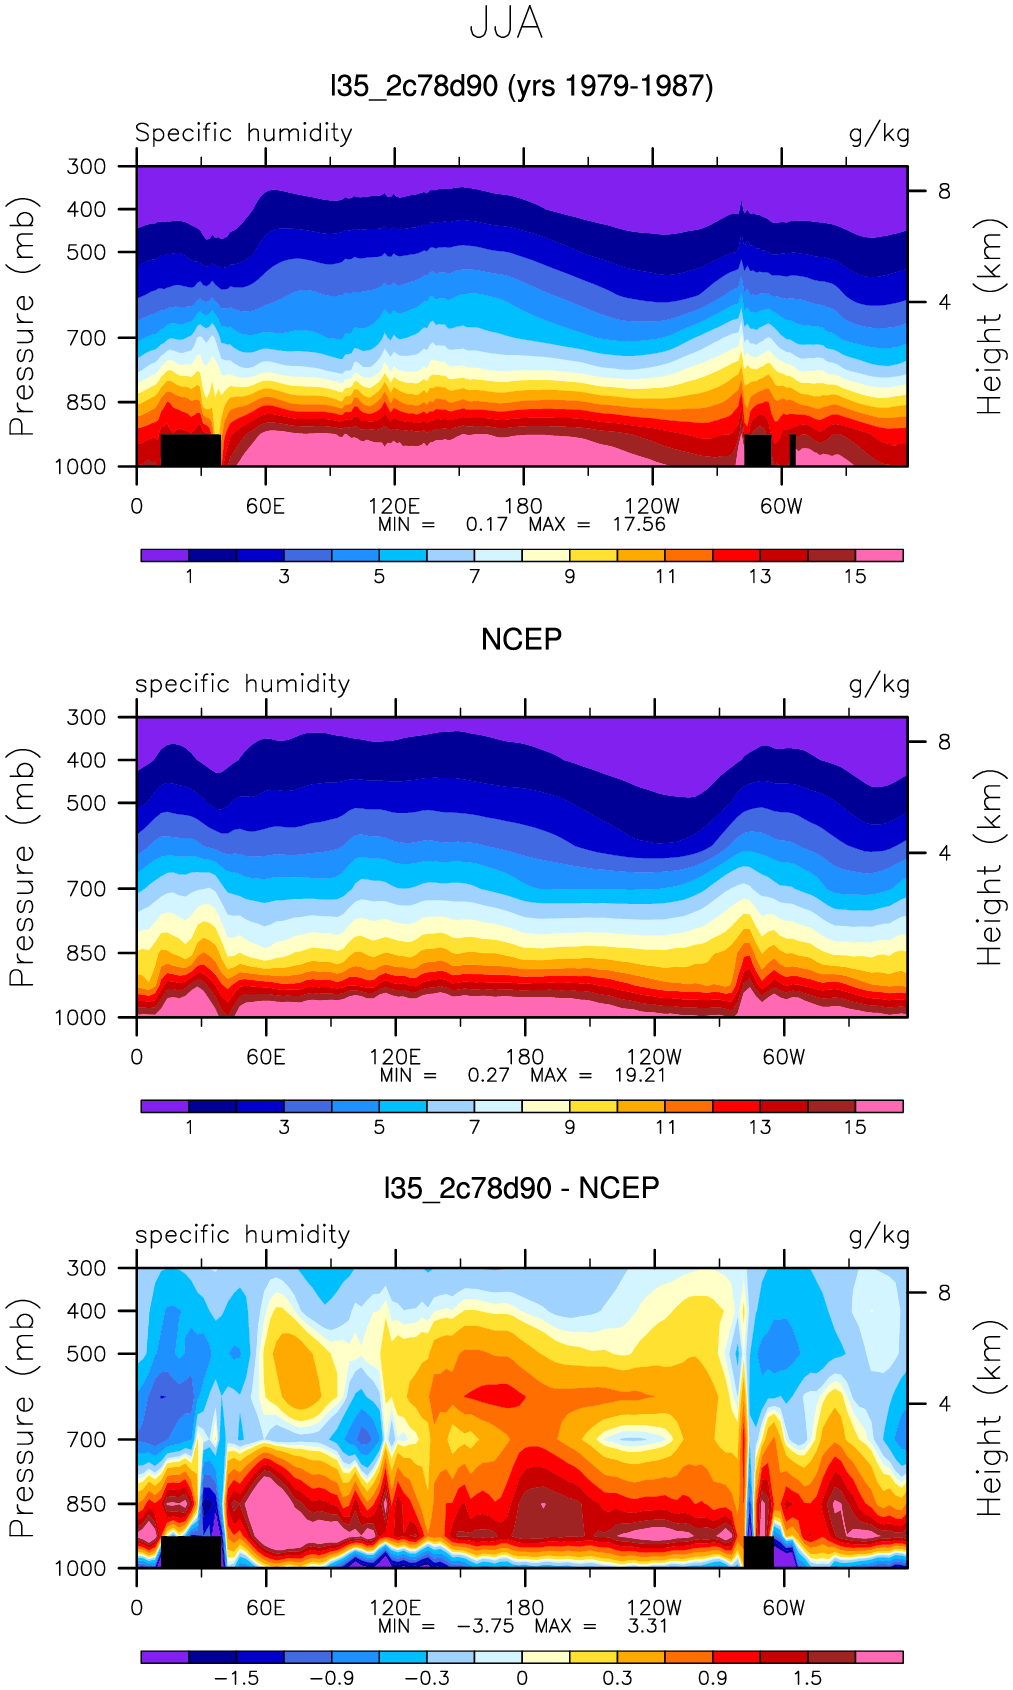 JJA
l35_2c78d90 (yrs 1979-1987)
Specific humidity g/kg
300
400
500
700
850
1000
Pressure (mb)
8
4
Height (km)
0 60E 120E 180 120W 60W
MIN = 0.17 MAX = 17.56
1 3 5 7 9 11 13 15
NCEP
specific humidity g/kg
300
400
500
700
850
1000
Pressure (mb)
8
4
Height (km)
0 60E 120E 180 120W 60W
MIN = 0.27 MAX = 19.21
1 3 5 7 9 11 13 15
l35_2c78d90 - NCEP
specific humidity g/kg
300
400
500
700
850
1000
Pressure (mb)
8
4
Height (km)
0 60E 120E 180 120W 60W
MIN = -3.75 MAX = 3.31
-1.5 -0.9 -0.3 0 0.3 0.9 1.5